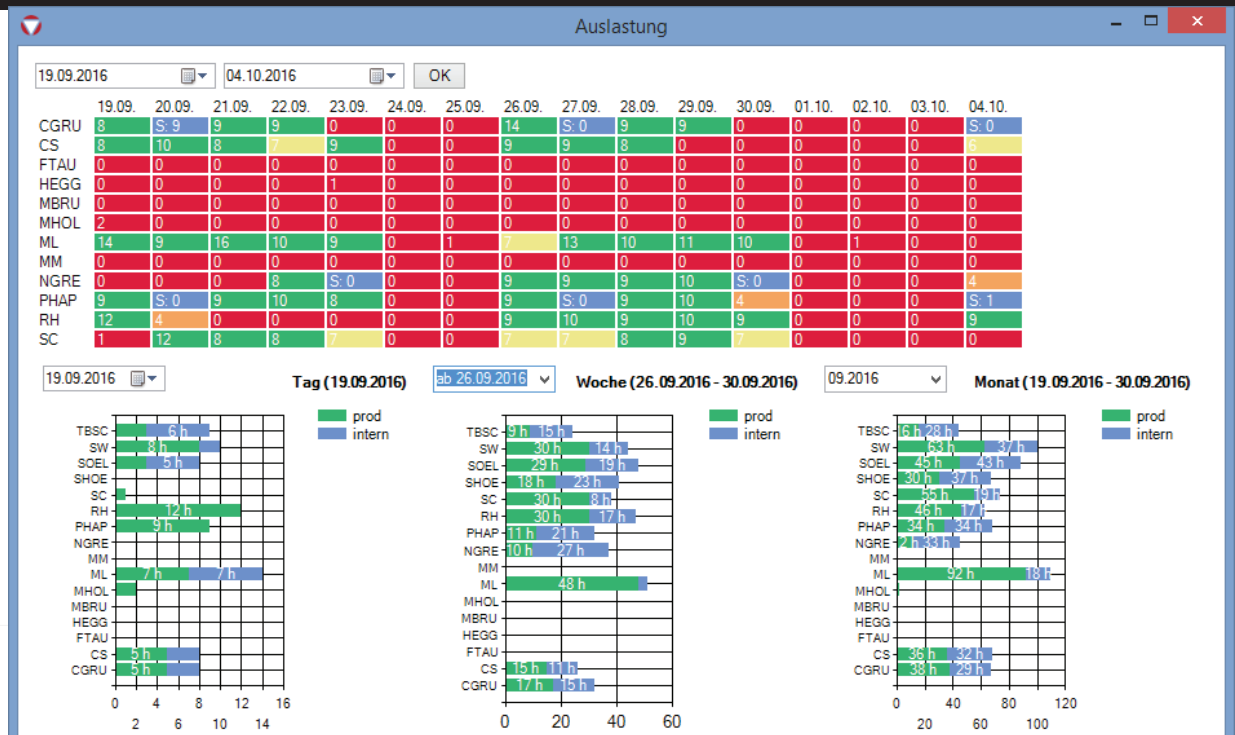 Auslastung
19.09.2016 04.10.2016 OK
19.09. 20.09. 21.09. 22.09. 23.09. 24.09. 25.09. 26.09. 27.09. 28.09. 29.09. 30.09. 01.10. 02.10. 03.10. 04.10.
CGRU 8 S: 9 9 9 0 0 0 14 S: 0 9 9 0 0 0 0 S: 0
CS 8 10 8 7 9 0 0 9 9 8 0 0 0 0 0 6
FTAU 0 0 0 0 0 0 0 0 0 0 0 0 0 0 0 0
HEGG 0 0 0 0 1 0 0 0 0 0 0 0 0 0 0 0
MBRU 0 0 0 0 0 0 0 0 0 0 0 0 0 0 0 0
MHOL 2 0 0 0 0 0 0 0 0 0 0 0 0 0 0 0
ML 14 9 16 10 9 0 1 7 13 10 11 10 0 1 0 0
MM 0 0 0 0 0 0 0 0 0 0 0 0 0 0 0 0
NGRE 0 0 0 8 S: 0 0 0 9 9 9 10 S: 0 0 0 0 4
PHAP 9 S: 0 9 10 8 0 0 9 S: 0 9 10 4 0 0 0 S: 1
RH 12 4 0 0 0 0 0 9 10 9 10 9 0 0 0 9
SC 1 12 8 8 7 0 0 7 7 8 9 7 0 0 0 0
19.09.2016 Tag (19.09.2016) ab 26.09.2016 Woche (26.09.2016 - 30.09.2016) 09.2016 Monat (19.09.2016 - 30.09.2016)
prod
intern
TBSC 6 h
SW 8 h
SOEL 5 h
SHOE
SC
RH 12 h
PHAP 9 h
NGRE
MM
ML 7 h 7 h
MHOL
MBRU
HEGG
FTAU
CS 5 h
CGRU 5 h
0 4 8 12 16
2 6 10 14
prod
intern
TBSC 9 h 15 h
SW 30 h 14 h
SOEL 29 h 19 h
SHOE 18 h 23 h
SC 30 h 8 h
RH 30 h 17 h
PHAP 11 h 21 h
NGRE 10 h 27 h
MM
ML 48 h
MHOL
MBRU
HEGG
FTAU
CS 15 h 11 h
CGRU 17 h 15 h
0 20 40 60
prod
intern
TBSC 28 h
SW 63 h 37 h
SOEL 45 h 43 h
SHOE 30 h 37 h
SC 55 h 19 h
RH 46 h 17 h
PHAP 34 h 34 h
NGRE 33 h
MM
ML 92 h 18 h
MHOL
MBRU
HEGG
FTAU
CS 36 h 32 h
CGRU 38 h 29 h
0 40 80 120
20 60 100